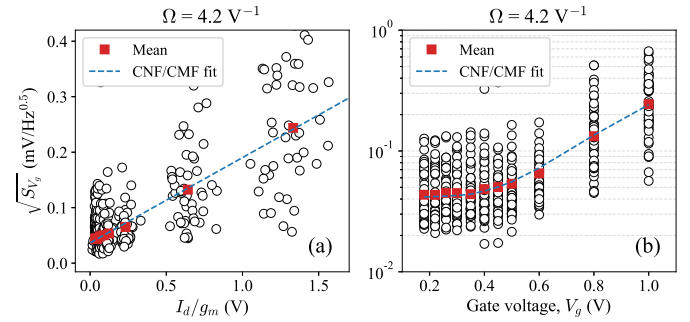 Ω = 4.2 V⁻¹
Mean
CNF/CMF fit
0.4
0.3
0.2
0.1
0.0
√S_{V_g} (mV/Hz^{0.5})
(a)
0.0 0.5 1.0 1.5
I_d/g_m (V)
Ω = 4.2 V⁻¹
Mean
CNF/CMF fit
10⁰
10⁻¹
10⁻²
(b)
0.2 0.4 0.6 0.8 1.0
Gate voltage, V_g (V)